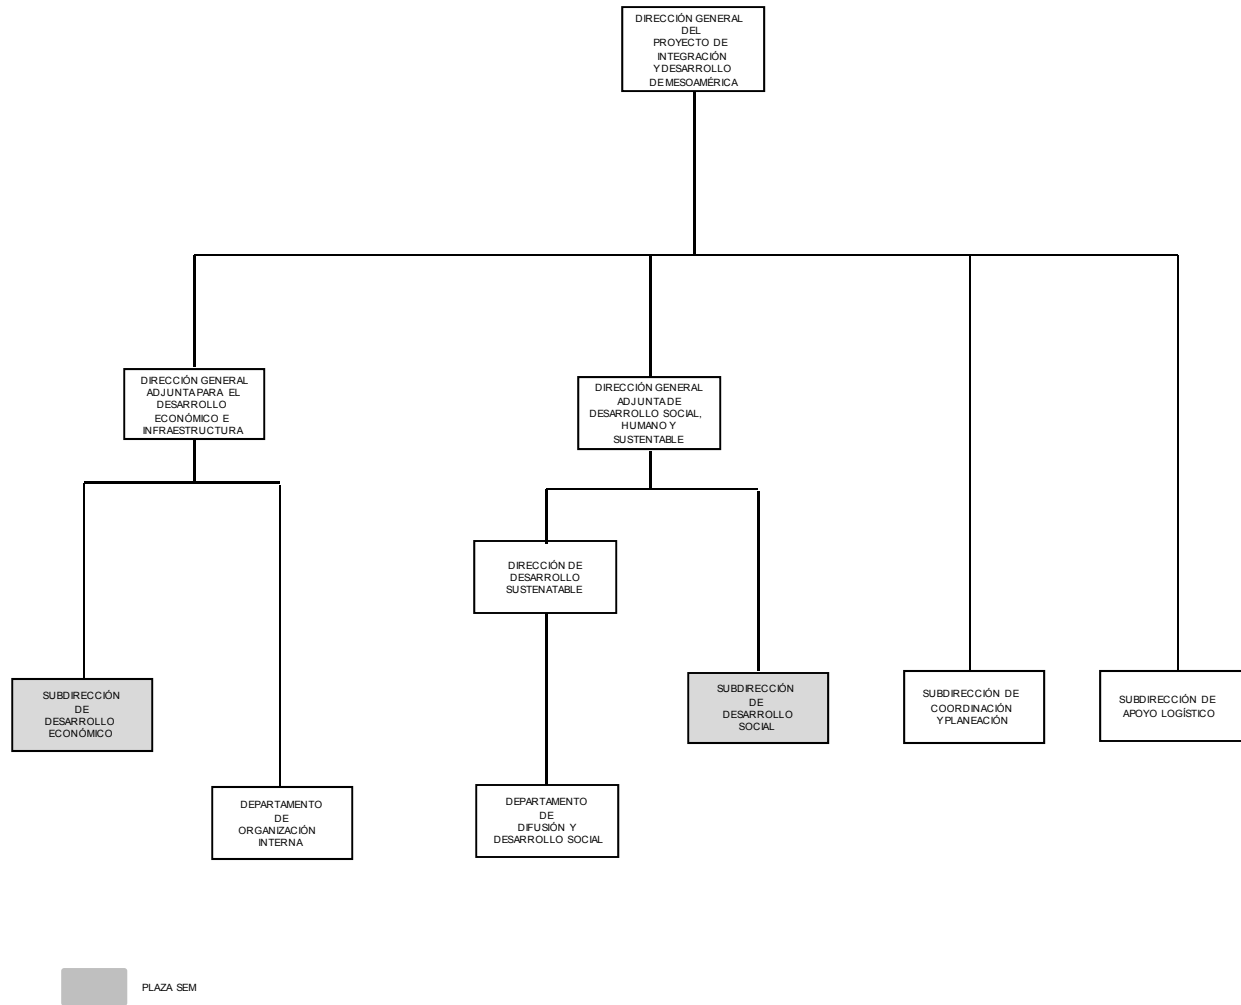 DIRECCIÓN GENERAL
DEL
PROYECTO DE
INTEGRACIÓN
Y DESARROLLO
DE MESOAMÉRICA
DIRECCIÓN GENERAL
ADJUNTA PARA EL
DESARROLLO
ECONÓMICO E
INFRAESTRUCTURA
DIRECCIÓN GENERAL
ADJUNTA DE
DESARROLLO SOCIAL,
HUMANO Y
SUSTENTABLE
DIRECCIÓN DE
DESARROLLO
SUSTENATABLE
SUBDIRECCIÓN
DE
DESARROLLO
ECONÓMICO
SUBDIRECCIÓN
DE
DESARROLLO
SOCIAL
SUBDIRECCIÓN DE
COORDINACIÓN
Y PLANEACIÓN
SUBDIRECCIÓN DE
APOYO LOGÍSTICO
DEPARTAMENTO
DE
ORGANIZACIÓN
INTERNA
DEPARTAMENTO
DE
DIFUSIÓN Y
DESARROLLO SOCIAL
PLAZA SEM